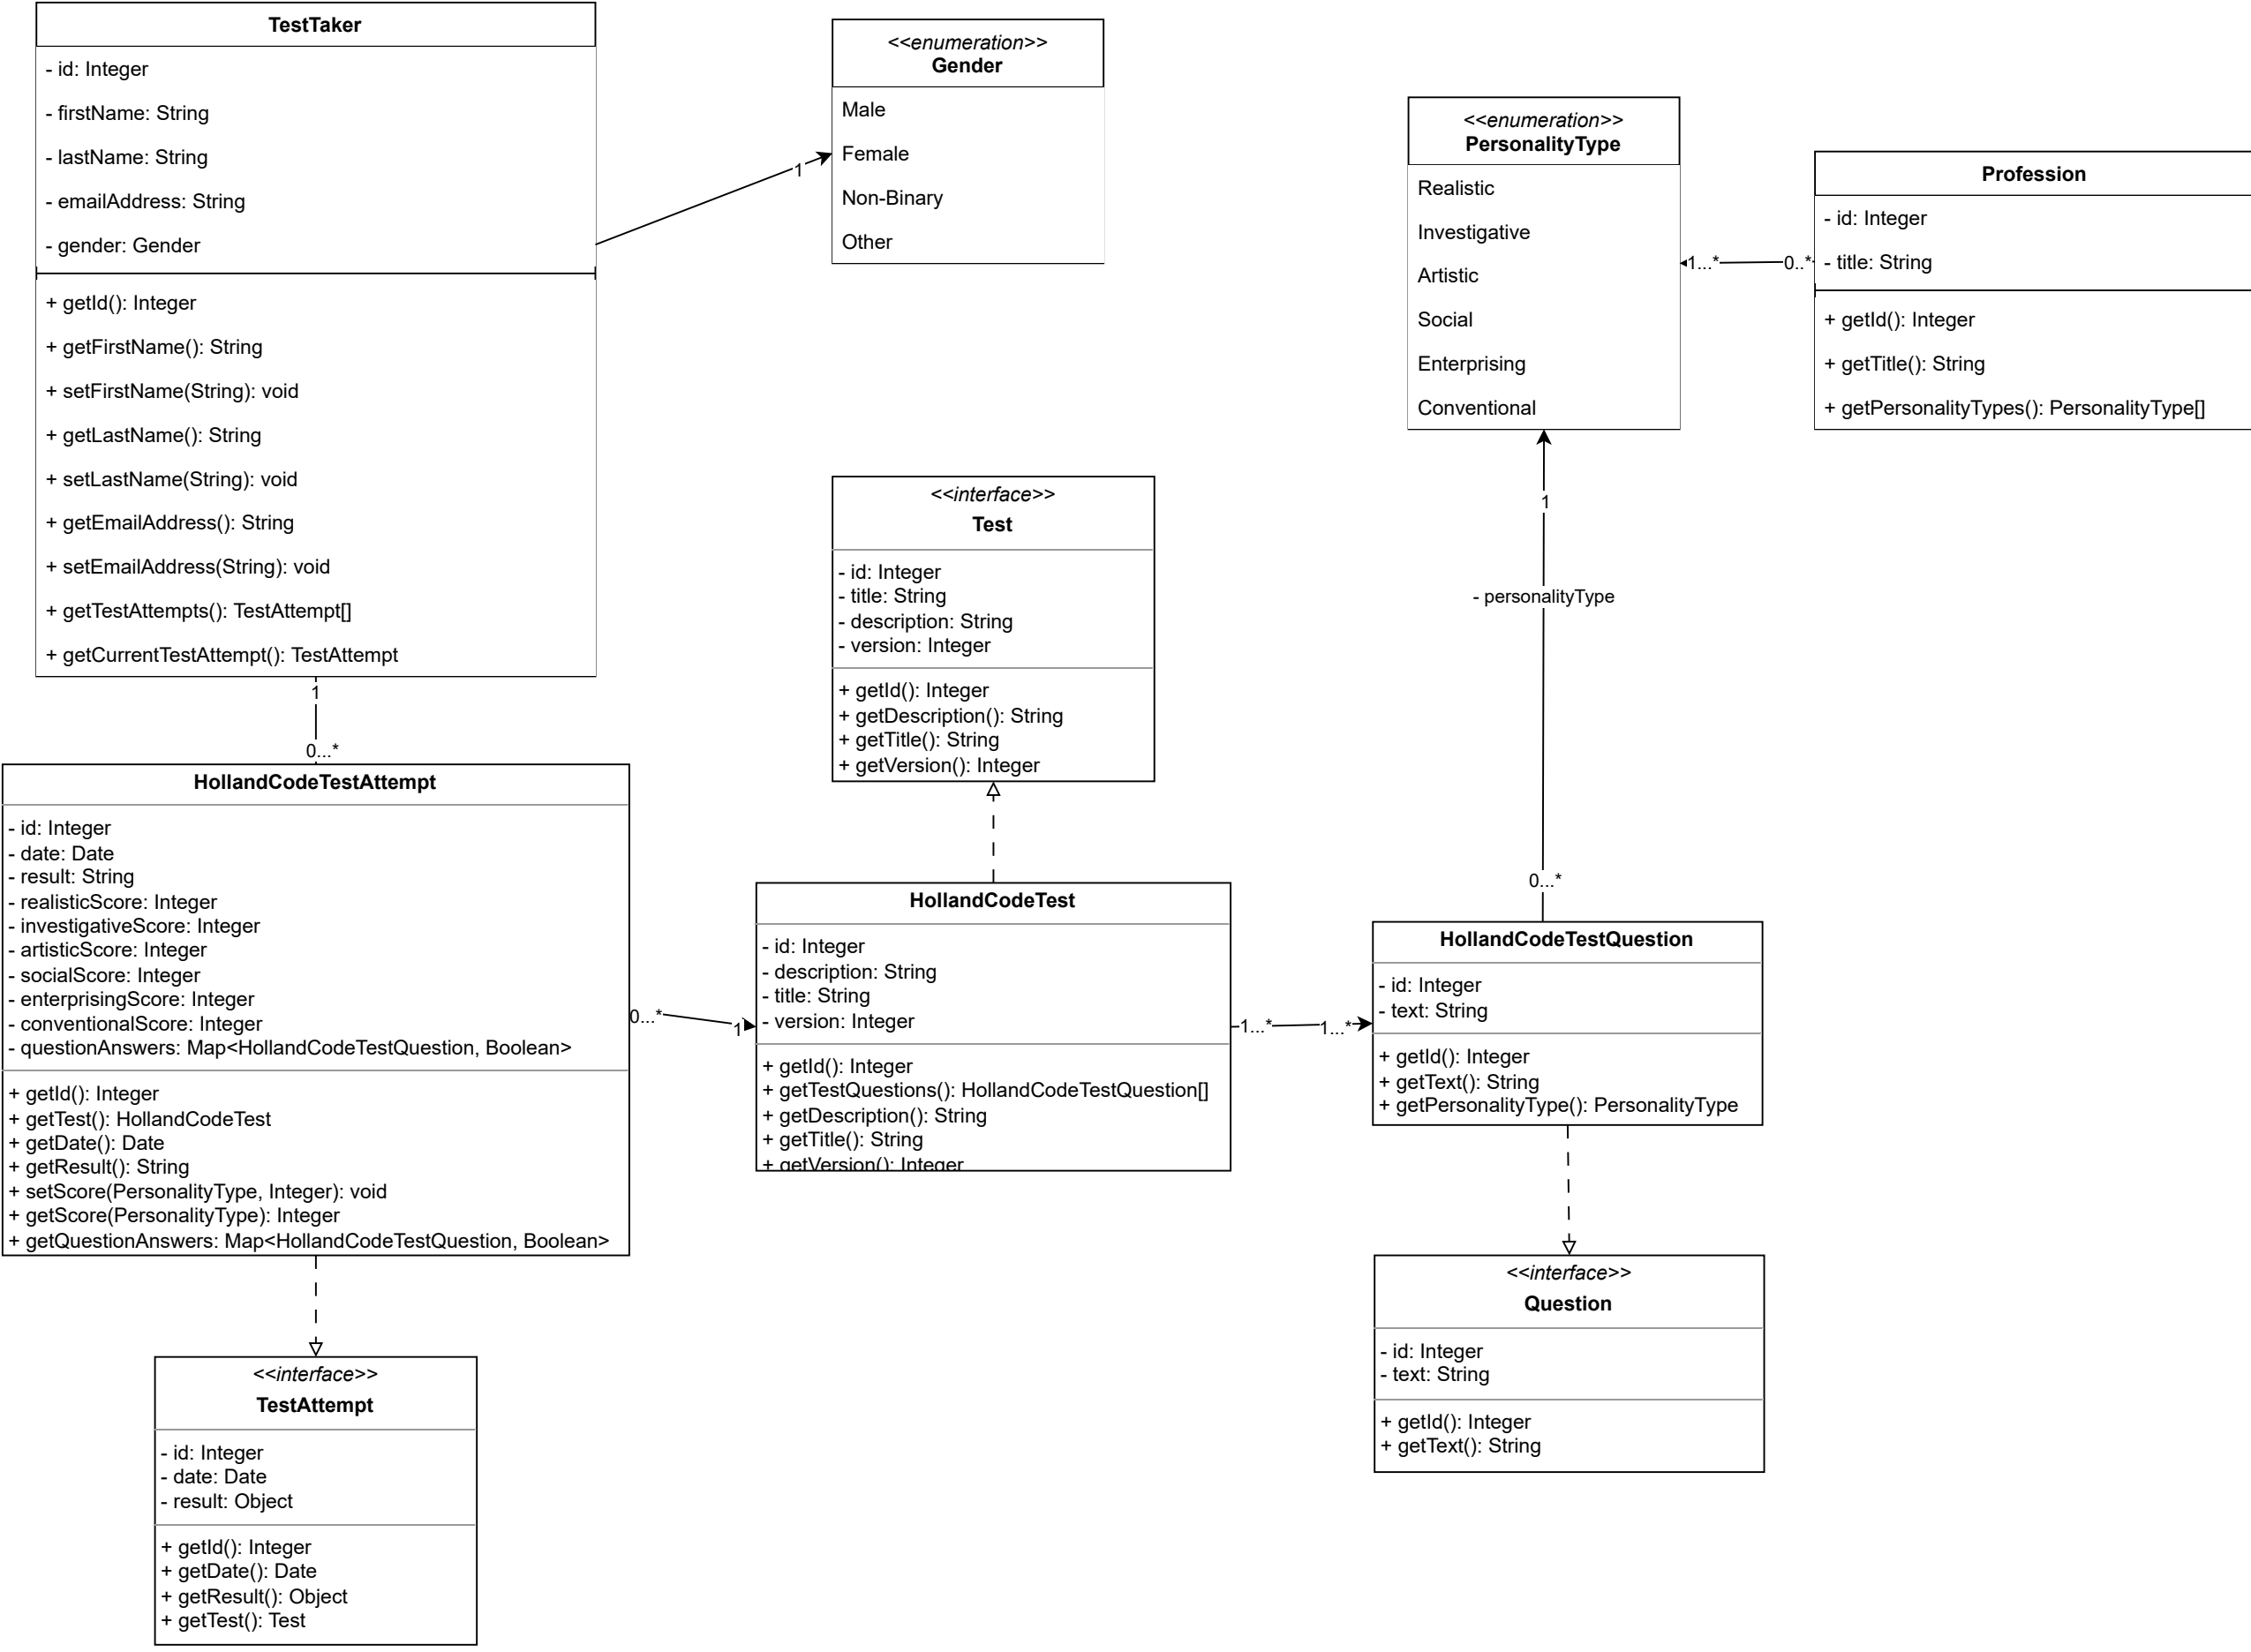 TestTaker
- id: Integer
- firstName: String
- lastName: String
- emailAddress: String
- gender: Gender
+ getId(): Integer
+ getFirstName(): String
+ setFirstName(String): void
+ getLastName(): String
+ setLastName(String): void
+ getEmailAddress(): String
+ setEmailAddress(String): void
+ getTestAttempts(): TestAttempt[]
+ getCurrentTestAttempt(): TestAttempt
1
<<enumeration>>
Gender
Male
Female
Non-Binary
Other
<<enumeration>>
PersonalityType
Realistic
Investigative
Artistic
Social
Enterprising
Conventional
1...*
0..*
Profession
- id: Integer
- title: String
+ getId(): Integer
+ getTitle(): String
+ getPersonalityTypes(): PersonalityType[]
1
- personalityType
0...*
<<interface>>
Test
- id: Integer
- title: String
- description: String
- version: Integer
+ getId(): Integer
+ getDescription(): String
+ getTitle(): String
+ getVersion(): Integer
1
0...*
HollandCodeTestAttempt
- id: Integer
- date: Date
- result: String
- realisticScore: Integer
- investigativeScore: Integer
- artisticScore: Integer
- socialScore: Integer
- enterprisingScore: Integer
- conventionalScore: Integer
- questionAnswers: Map<HollandCodeTestQuestion, Boolean>
+ getId(): Integer
+ getTest(): HollandCodeTest
+ getDate(): Date
+ getResult(): String
+ setScore(PersonalityType, Integer): void
+ getScore(PersonalityType): Integer
+ getQuestionAnswers: Map<HollandCodeTestQuestion, Boolean>
0...*
1
HollandCodeTest
- id: Integer
- description: String
- title: String
- version: Integer
+ getId(): Integer
+ getTestQuestions(): HollandCodeTestQuestion[]
+ getDescription(): String
+ getTitle(): String
+ getVersion(): Integer
1...*
1...*
HollandCodeTestQuestion
- id: Integer
- text: String
+ getId(): Integer
+ getText(): String
+ getPersonalityType(): PersonalityType
<<interface>>
Question
- id: Integer
- text: String
+ getId(): Integer
+ getText(): String
<<interface>>
TestAttempt
- id: Integer
- date: Date
- result: Object
+ getId(): Integer
+ getDate(): Date
+ getResult(): Object
+ getTest(): Test